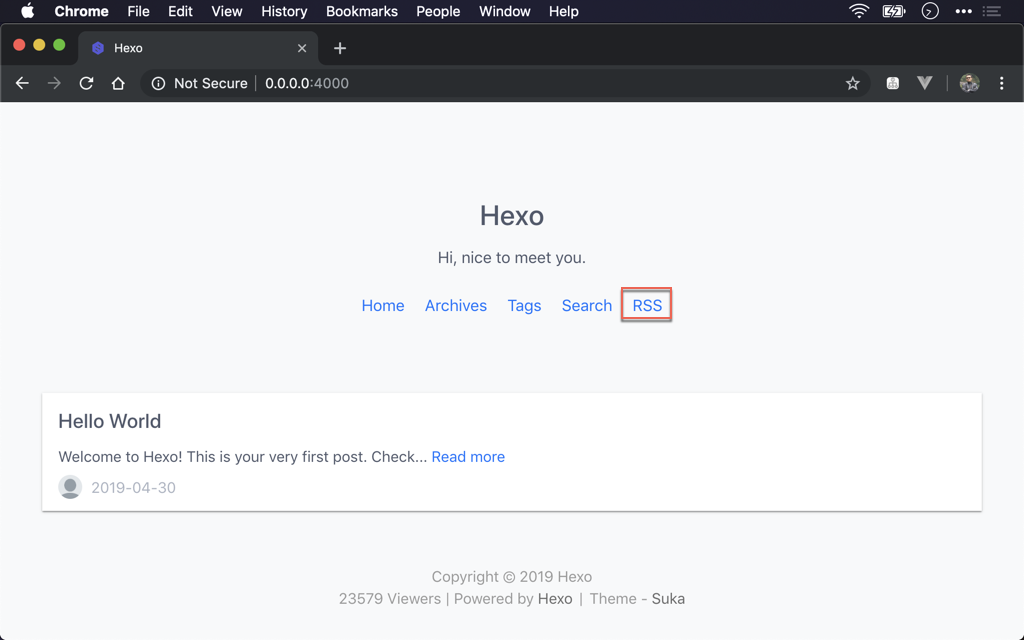 Chrome File Edit View History Bookmarks People Window Help
Hexo
Not Secure | 0.0.0.0:4000
Hexo
Hi, nice to meet you.
Home Archives Tags Search RSS
Hello World
Welcome to Hexo! This is your very first post. Check... Read more
2019-04-30
Copyright © 2019 Hexo
23579 Viewers | Powered by Hexo | Theme - Suka